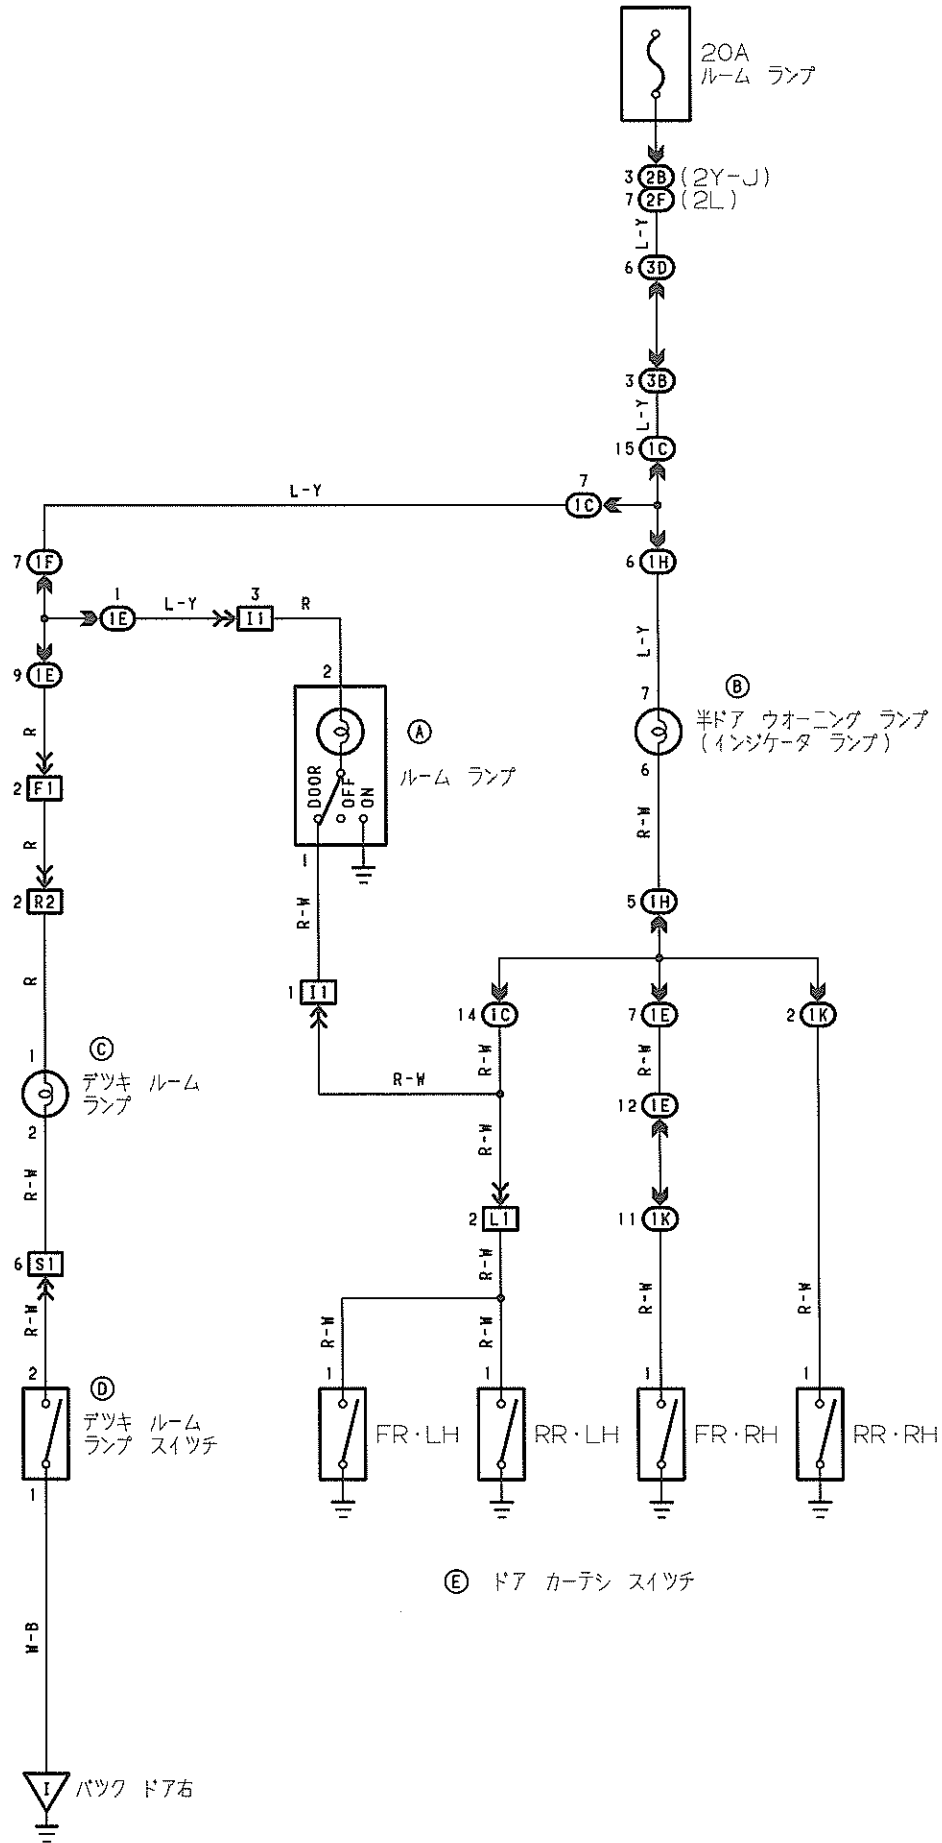 20A
ルーム ランプ
3 2B (2Y-J)
7 2F (2L)
L-Y
6 3D
3 3B
L-Y
15 1C
7
1C
L-Y
7 1F
6 1H
1
1E
L-Y
3
I1
R
9 1E
L-Y
2
7
B
半ドア ウオーニング ランプ
(インジケータ ランプ)
R
A
ルーム ランプ
DOOR
OFF
ON
6
2 F1
R-W
R
1
2 R2
R-W
5 1H
R
1 I1
14 1C
7 1E
2 1K
1
C
デツキ ルーム
ランプ
R-W
R-W
R-W
12 1E
2
R-W
R-W
2 L1
11 1K
6 S1
R-W
R-W
R-W
R-W
R-W
R-W
2
D
デツキ ルーム
ランプ スイツチ
1
1
1
1
FR・LH
RR・LH
FR・RH
RR・RH
1
E ドア カーテシ スイツチ
W-B
I バツク ドア右